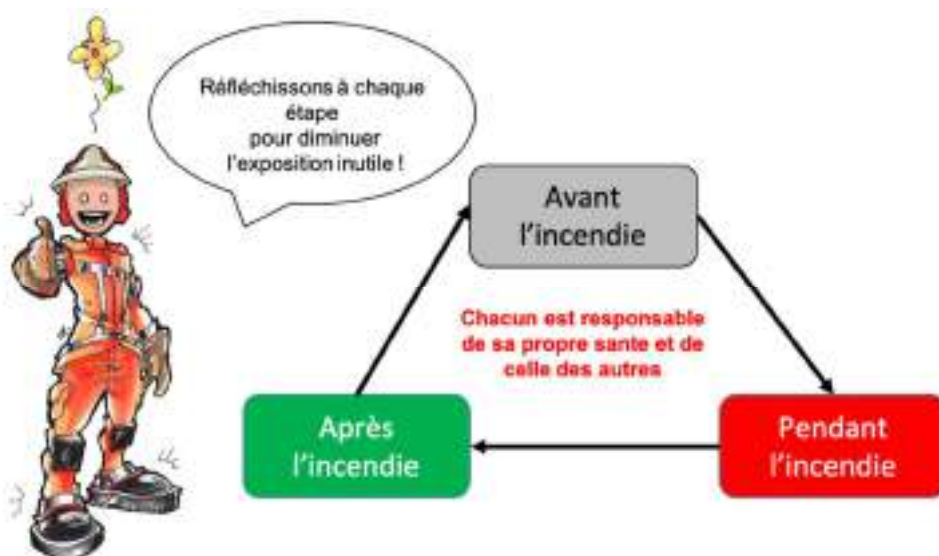 Réfléchissons à chaque
étape
pour diminuer
l'exposition inutile !
Avant
l'incendie
Chacun est responsable
de sa propre sante et de
celle des autres
Après
l'incendie
Pendant
l'incendie